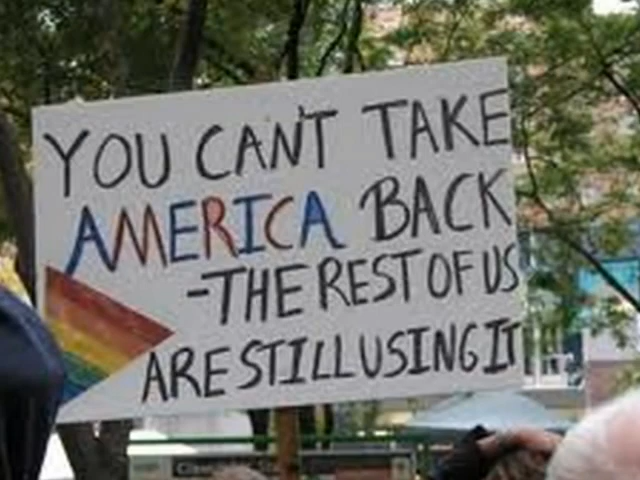 YOU CAN'T TAKE
AMERICA BACK
-THE REST OF US
ARE STILL USING IT